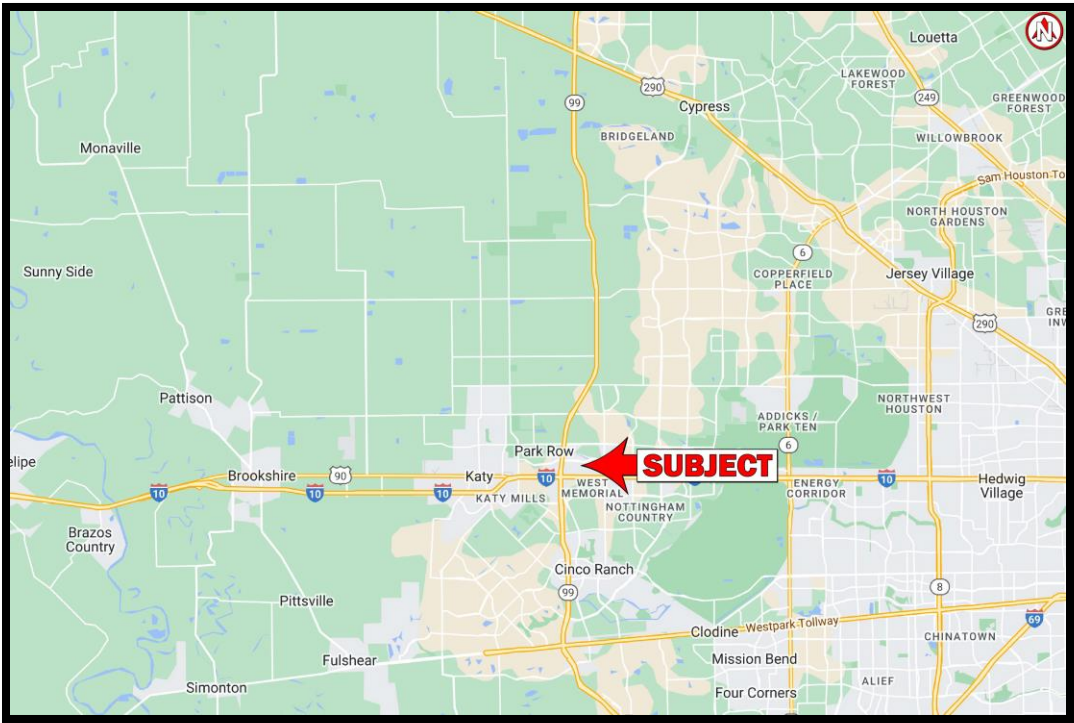 N
Louetta
LAKEWOOD
FOREST
290
249
GREENWOOD
FOREST
99
Cypress
BRIDGELAND
WILLOWBROOK
Monaville
Sam Houston To
NORTH HOUSTON
GARDENS
6
Sunny Side
COPPERFIELD
PLACE
Jersey Village
GRE
INW
290
Pattison
NORTHWEST
HOUSTON
ADDICKS /
PARK TEN
6
Park Row
elipe
SUBJECT
Brookshire
90
Katy
10
10
10
10
10
KATY MILLS
WEST
MEMORIAL
ENERGY
CORRIDOR
Hedwig
Village
NOTTINGHAM
COUNTRY
Brazos
Country
Cinco Ranch
99
8
Pittsville
69
Clodine
Westpark Tollway
CHINATOWN
Fulshear
Mission Bend
ALIEF
Simonton
Four Corners